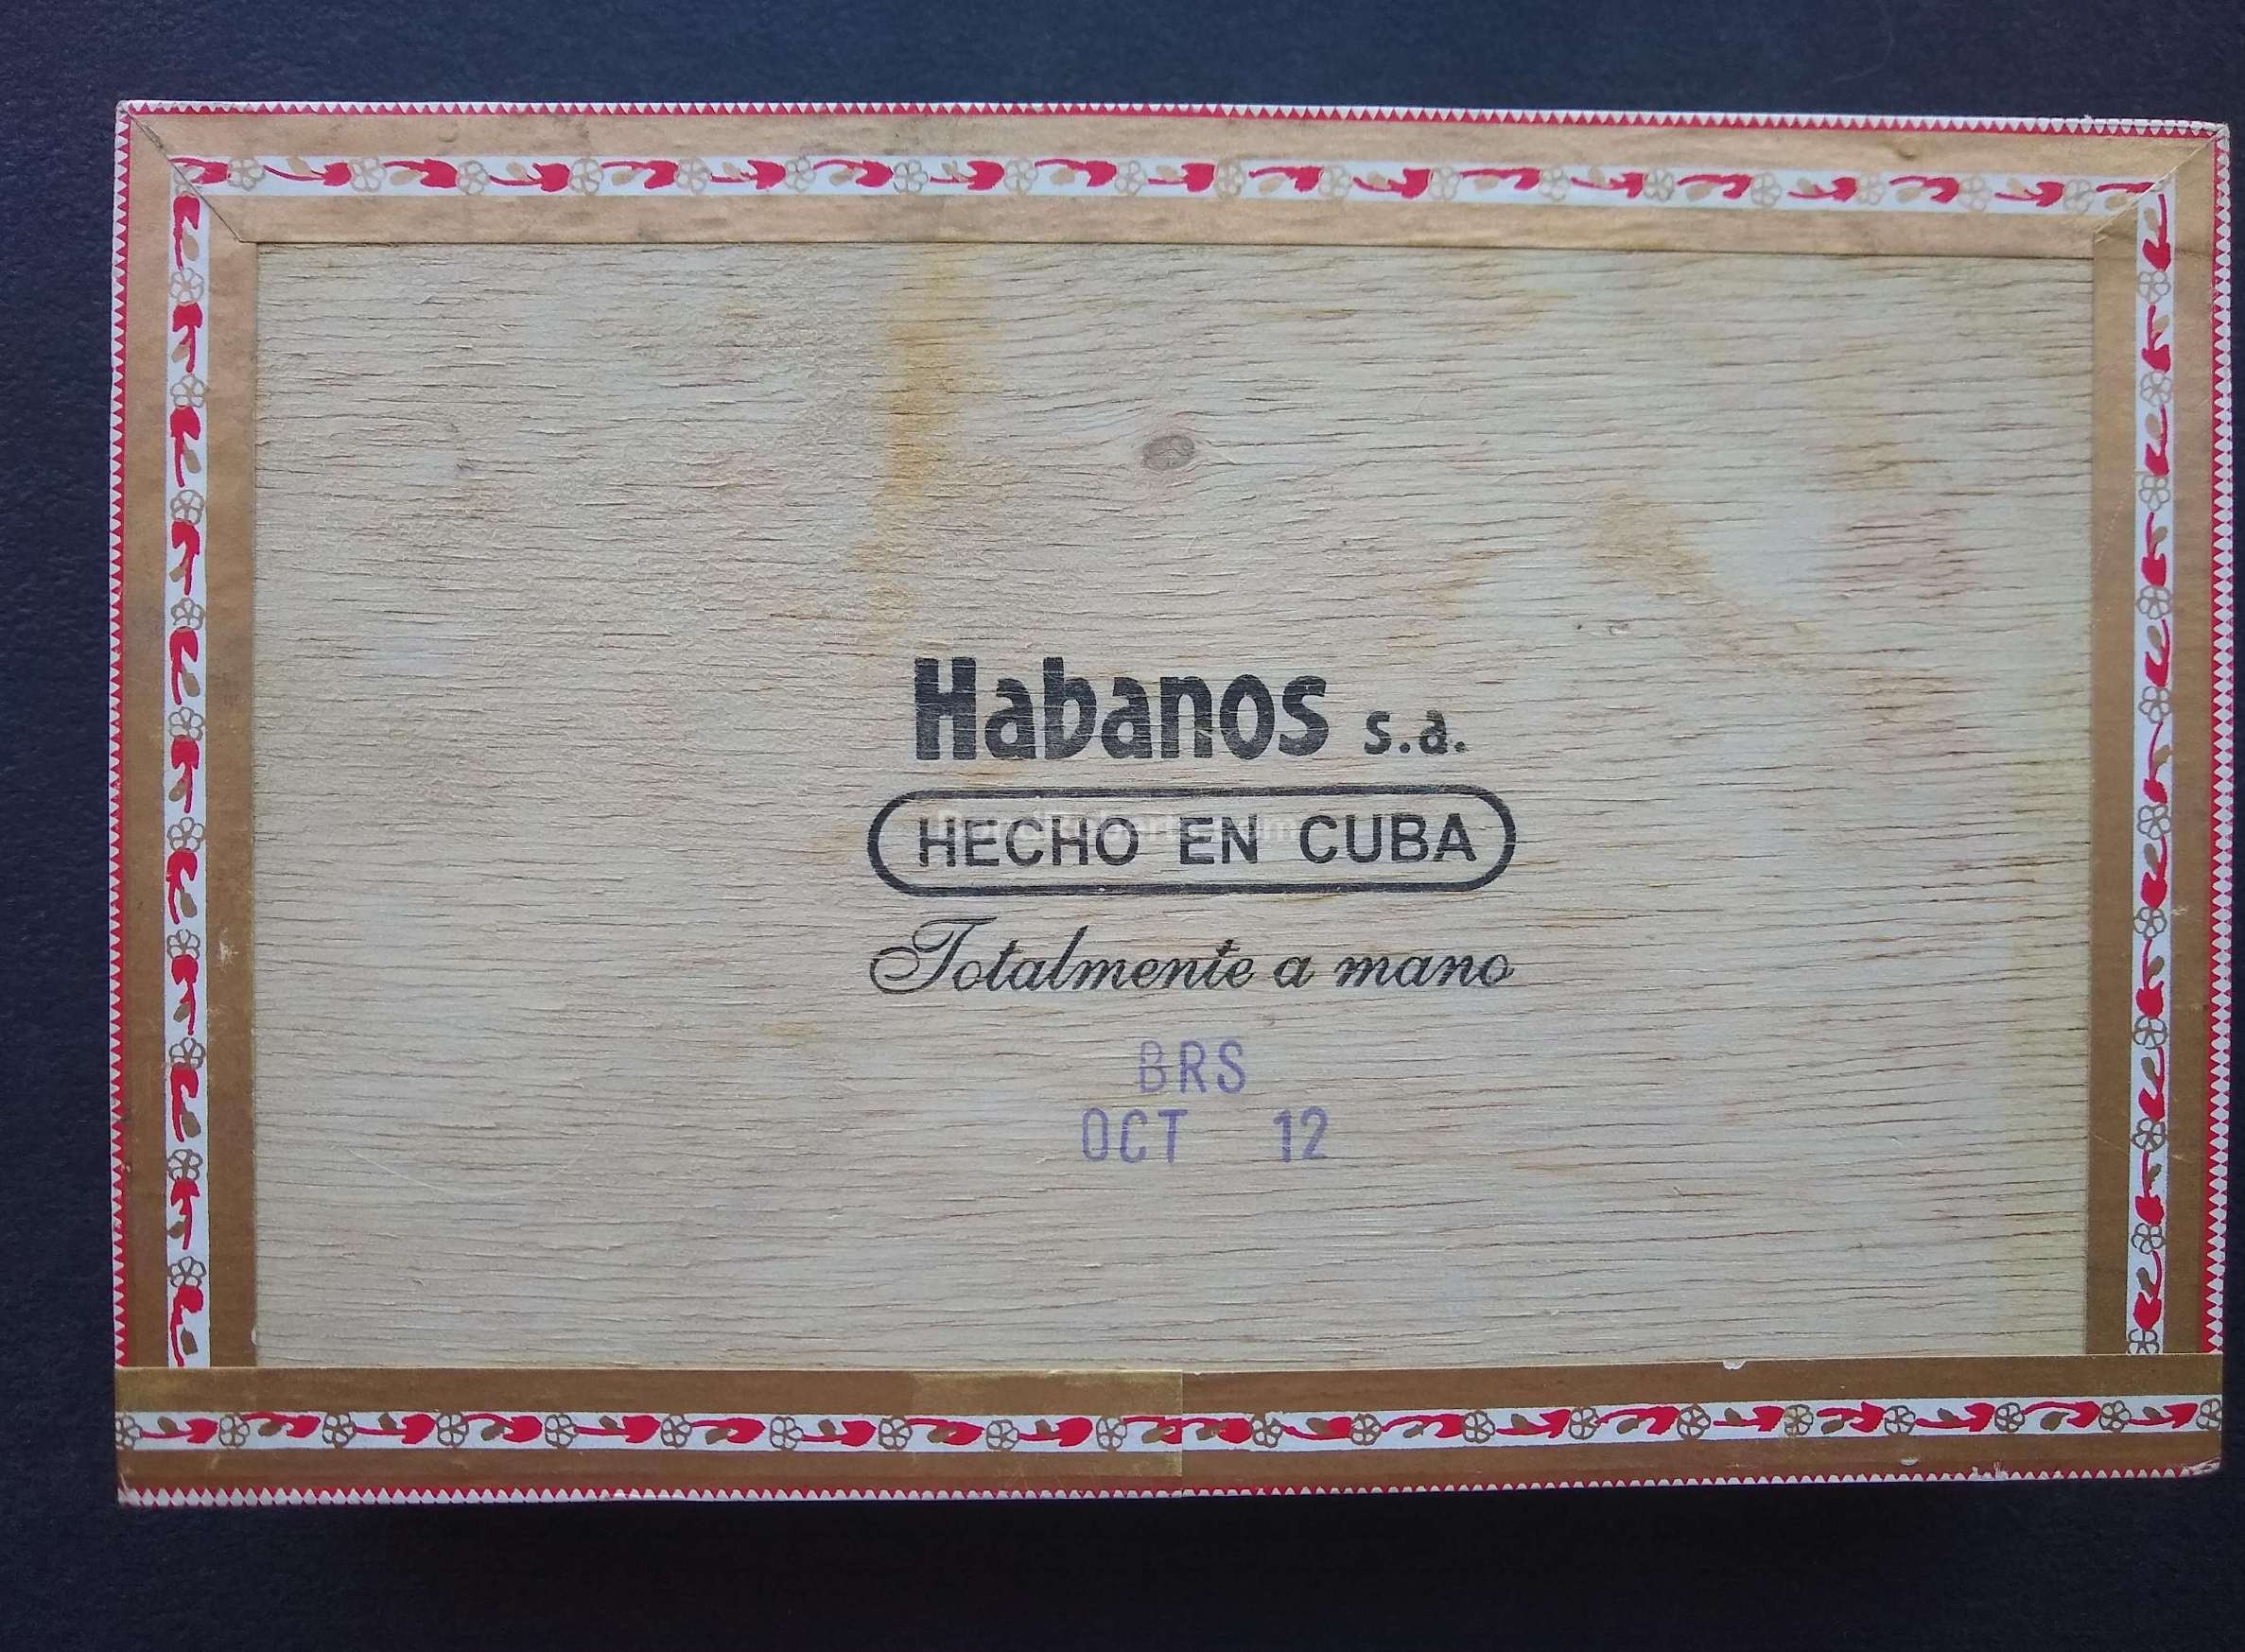 Habanos s.a.
HECHO EN CUBA
Totalmente a mano
BRS
OCT 12